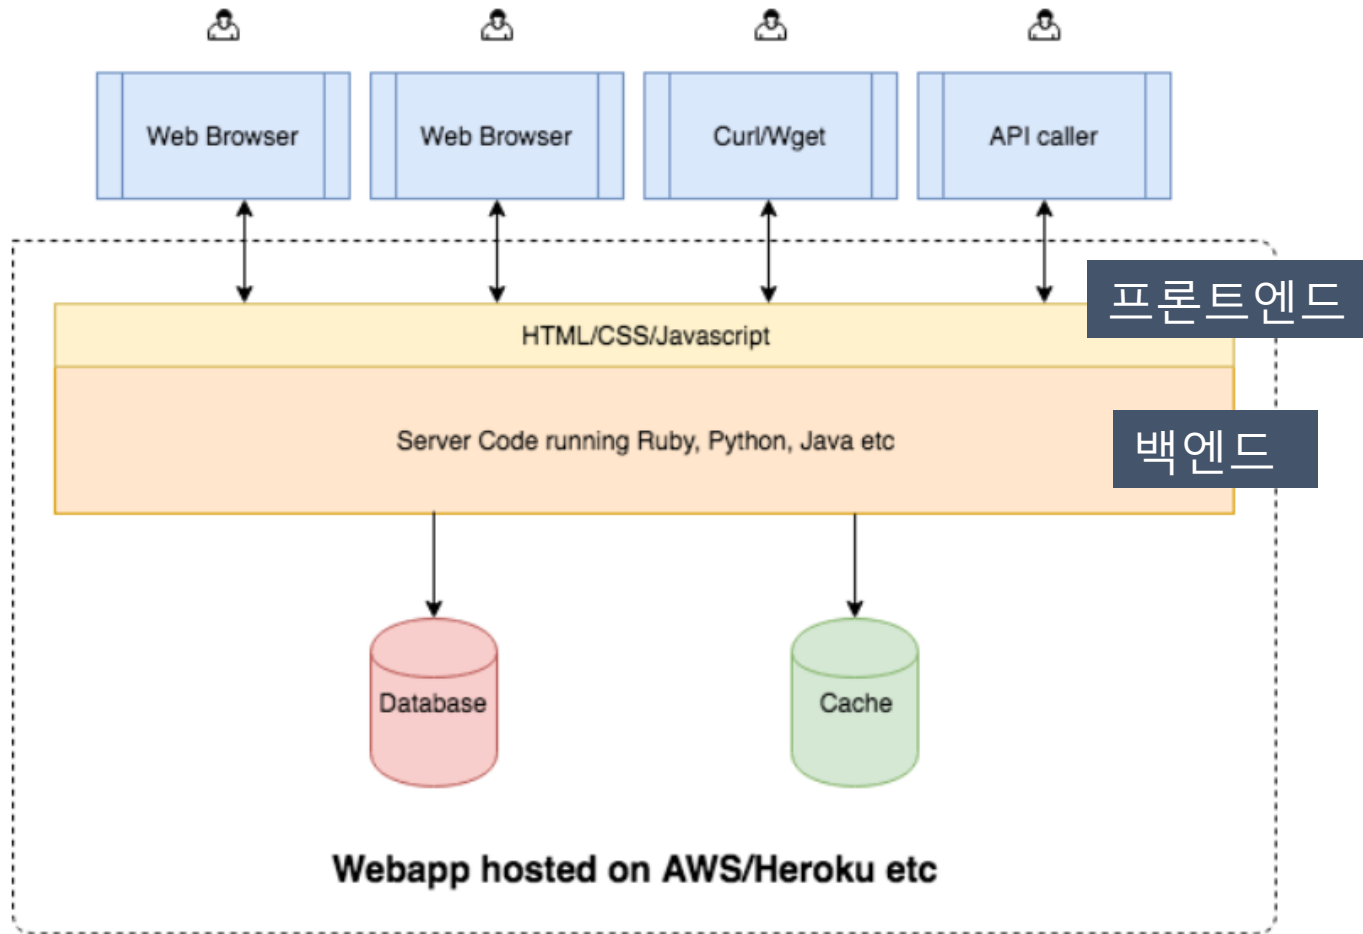 Web Browser
Web Browser
Curl/Wget
API caller
프론트엔드
HTML/CSS/Javascript
Server Code running Ruby, Python, Java etc
백엔드
Database
Cache
Webapp hosted on AWS/Heroku etc